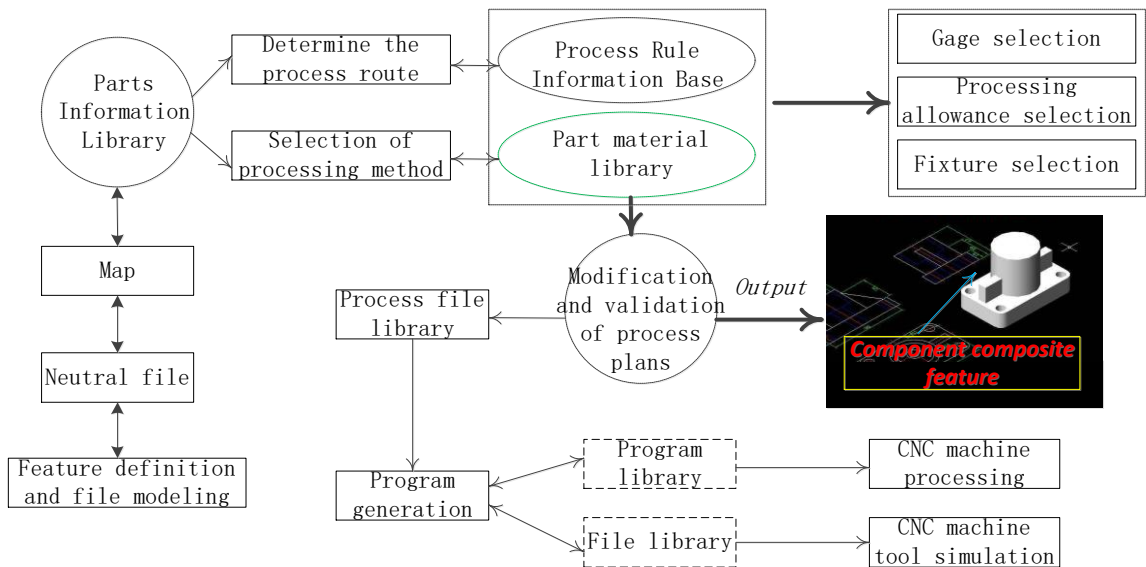 Parts
Information
Library
Determine the
process route
Selection of
processing method
Process Rule
Information Base
Part material
library
Gage selection
Processing
allowance selection
Fixture selection
Map
Neutral file
Feature definition
and file modeling
Process file
library
Modification
and validation
of process
plans
Output
Component composite
feature
Program
generation
Program
library
File library
CNC machine
processing
CNC machine
tool simulation